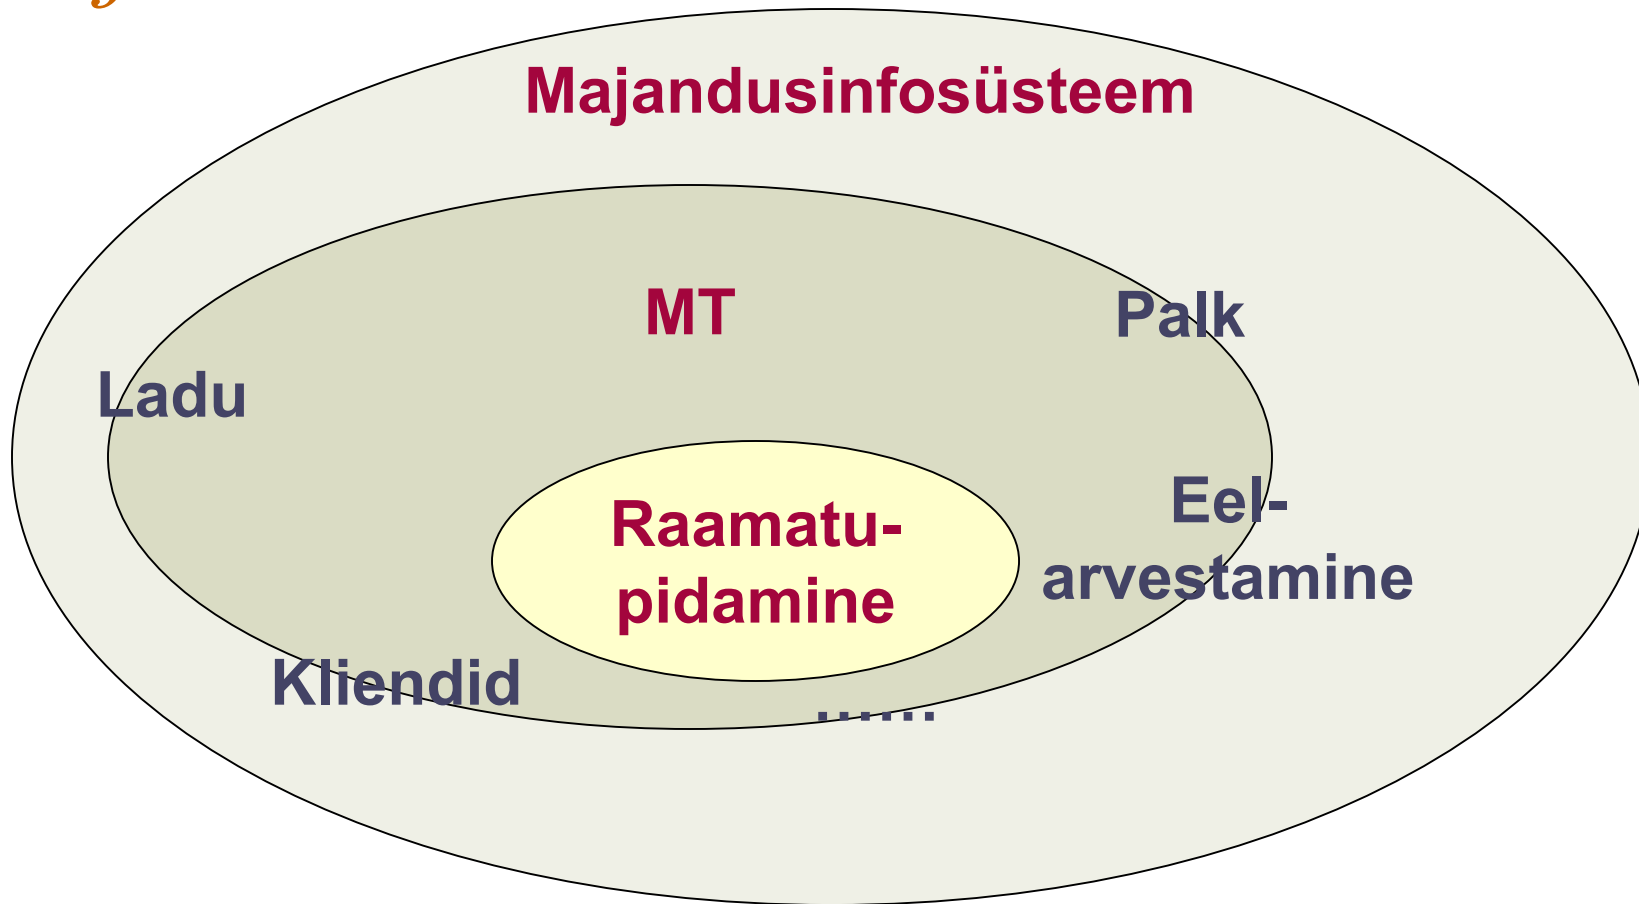 Majandusinfosüsteem
MT
Palk
Ladu
Eel-
arvestamine
Raamatu-
pidamine
Kliendid
......